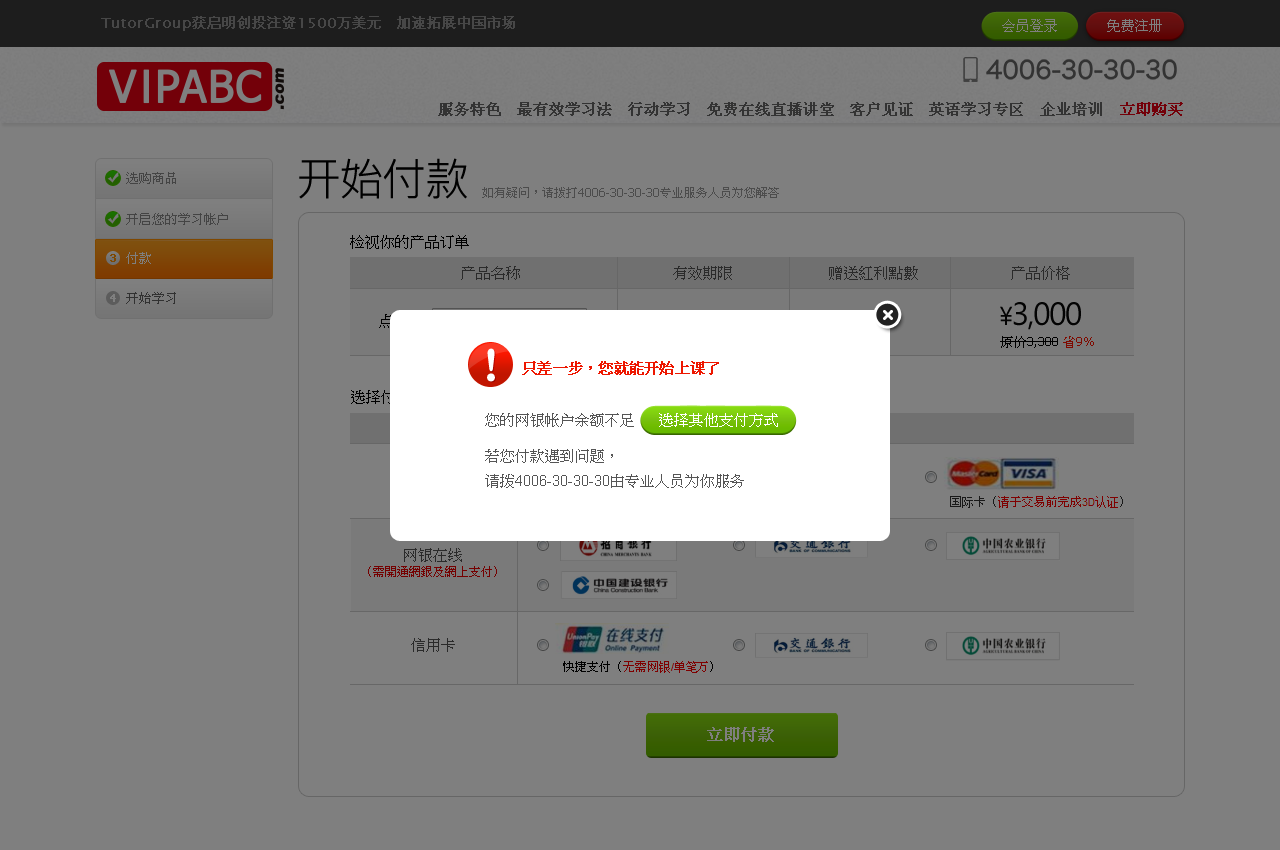 TutorGroup获启明创投注资1500万美元 加速拓展中国市场
会员登录 免费注册
VIPABC.com
4006-30-30-30
服务特色 最有效学习法 行动学习 免费在线直播讲堂 客户见证 英语学习专区 企业培训 立即购买
选购商品
开启您的学习帐户
3 付款
4 开始学习
开始付款 如有疑问，请拨打4006-30-30-30专业服务人员为您解答
检视你的产品订单
产品名称 有效期限 赠送紅利點數 产品价格
点
¥3,000
原价3,300 省9%
只差一步，您就能开始上课了
您的网银帐户余额不足 选择其他支付方式
若您付款遇到问题，
请拨4006-30-30-30由专业人员为你服务
选择付
MasterCard VISA
国际卡（请于交易前完成3D认证）
网银在线
（需開通網銀及網上支付）
招商银行 CHINA MERCHANTS BANK
交通银行 BANK OF COMMUNICATIONS
中国农业银行 AGRICULTURAL BANK OF CHINA
中国建设银行 China Construction Bank
信用卡
UnionPay 银联 在线支付 Online Payment
快捷支付（无需网银/单笔万）
交通银行 BANK OF COMMUNICATIONS
中国农业银行 AGRICULTURAL BANK OF CHINA
立即付款